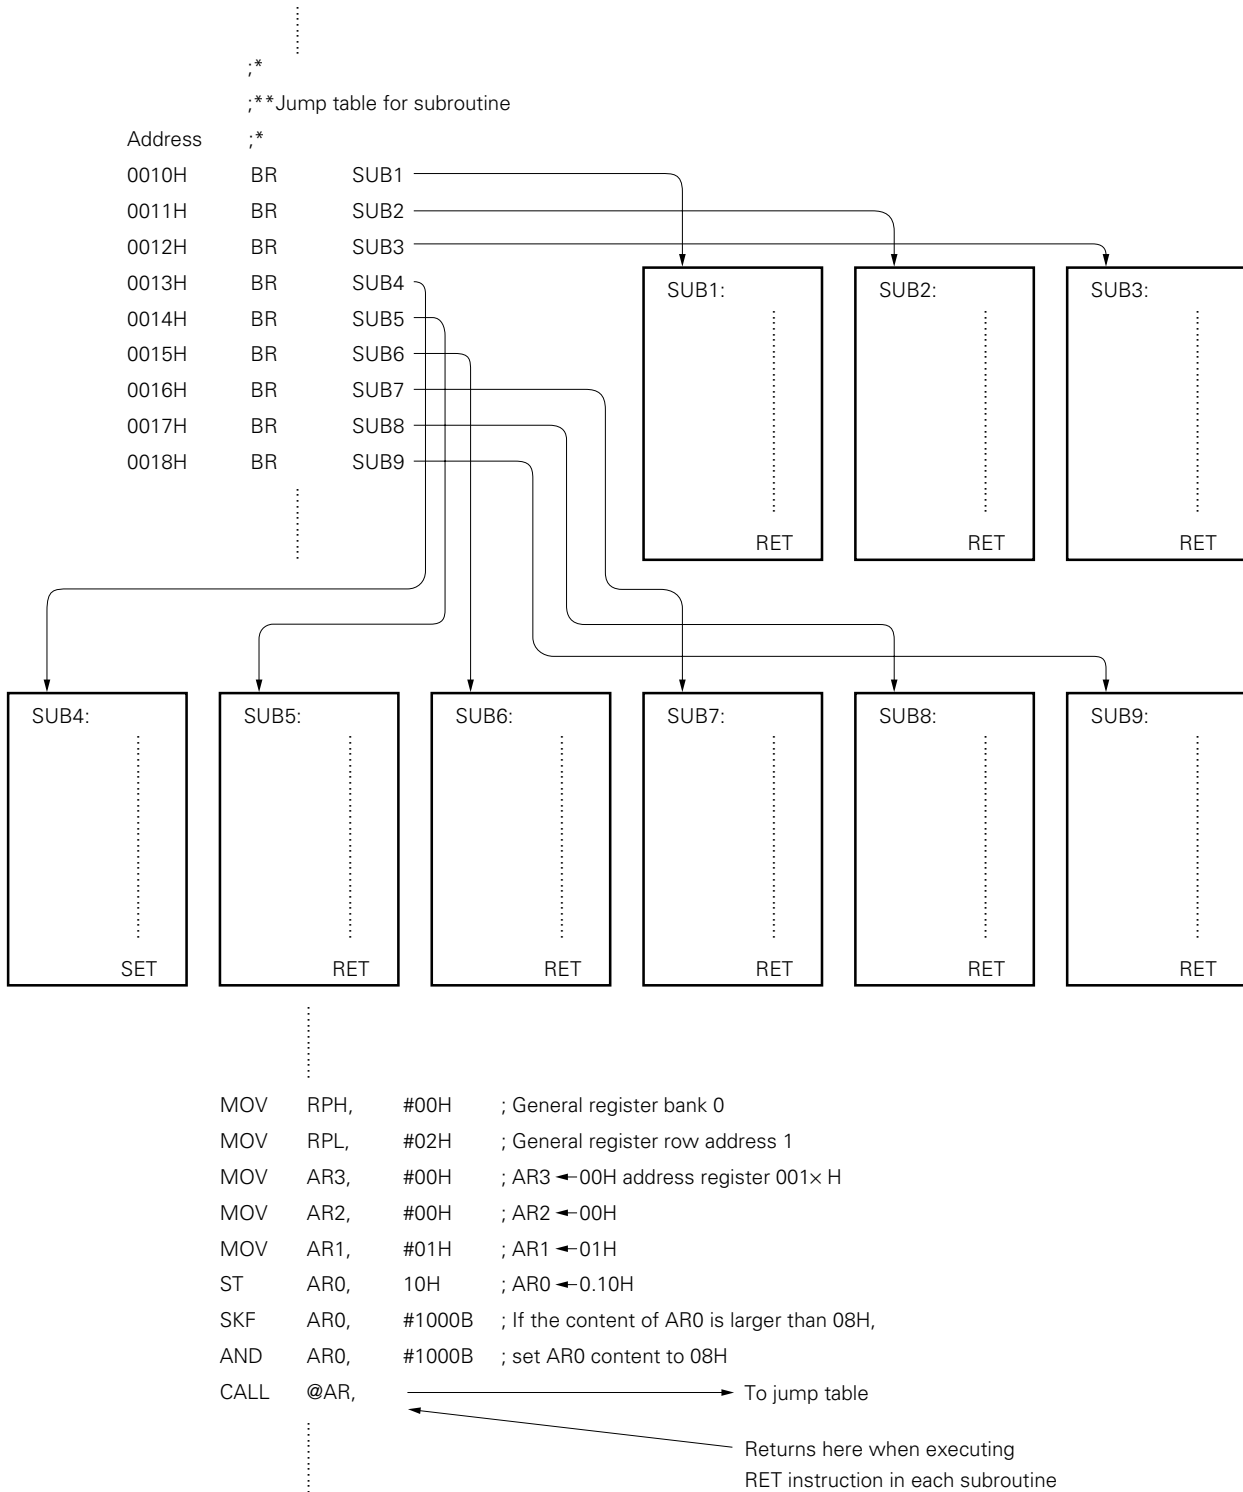 ;*
;**Jump table for subroutine
Address ;*
0010H BR SUB1
0011H BR SUB2
0012H BR SUB3
0013H BR SUB4
0014H BR SUB5
0015H BR SUB6
0016H BR SUB7
0017H BR SUB8
0018H BR SUB9
SUB1: SUB2: SUB3:
RET RET RET
SUB4: SUB5: SUB6: SUB7: SUB8: SUB9:
SET RET RET RET RET RET
MOV RPH, #00H ; General register bank 0
MOV RPL, #02H ; General register row address 1
MOV AR3, #00H ; AR3 ←00H address register 001× H
MOV AR2, #00H ; AR2 ←00H
MOV AR1, #01H ; AR1 ←01H
ST AR0, 10H ; AR0 ←0.10H
SKF AR0, #1000B ; If the content of AR0 is larger than 08H,
AND AR0, #1000B ; set AR0 content to 08H
CALL @AR, To jump table
Returns here when executing
RET instruction in each subroutine